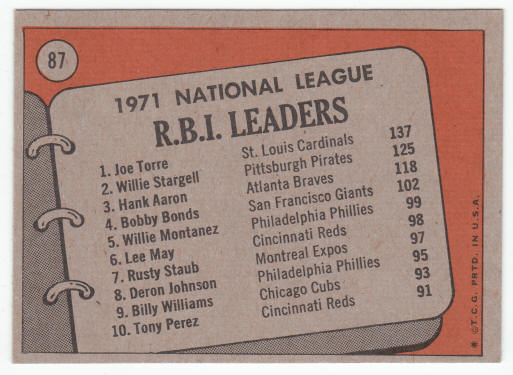 87
1971 NATIONAL LEAGUE
R.B.I. LEADERS
1. Joe Torre St. Louis Cardinals 137
2. Willie Stargell Pittsburgh Pirates 125
3. Hank Aaron Atlanta Braves 118
4. Bobby Bonds San Francisco Giants 102
5. Willie Montanez Philadelphia Phillies 99
6. Lee May Cincinnati Reds 98
7. Rusty Staub Montreal Expos 97
8. Deron Johnson Philadelphia Phillies 95
9. Billy Williams Chicago Cubs 93
10. Tony Perez Cincinnati Reds 91
* © T.C.G. PRTD. IN U.S.A.